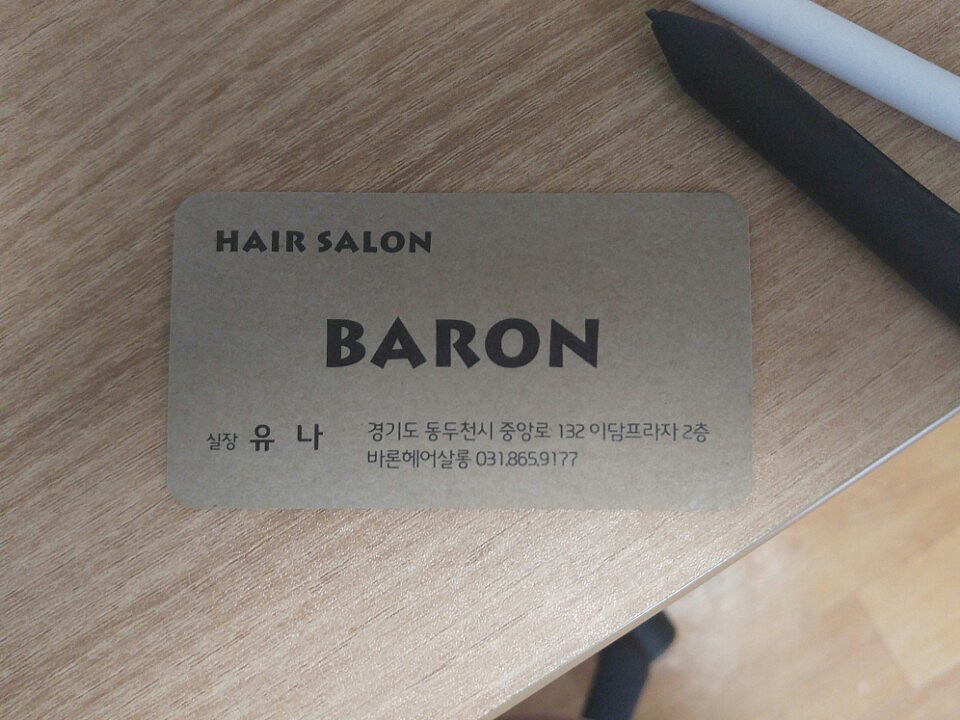 HAIR SALON
BARON
실장 유 나
경기도 동두천시 중앙로 132 이담프라자 2층
바론헤어살롱 031.865.9177